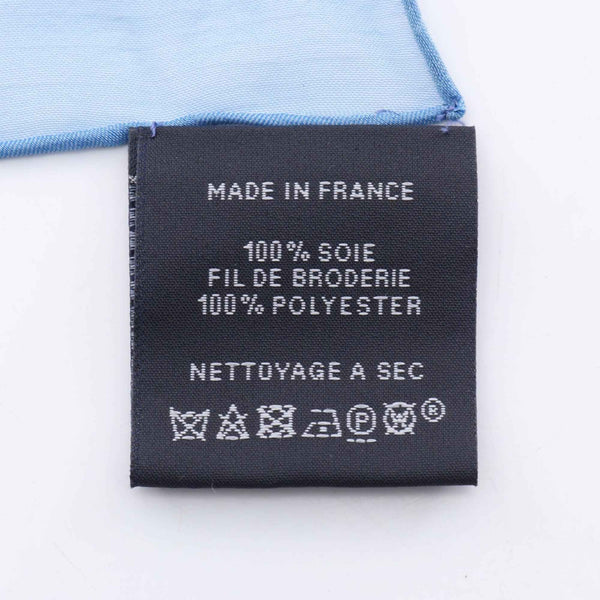 MADE IN FRANCE
100% SOIE
FIL DE BRODERIE
100% POLYESTER
NETTOYAGE A SEC
P W ®